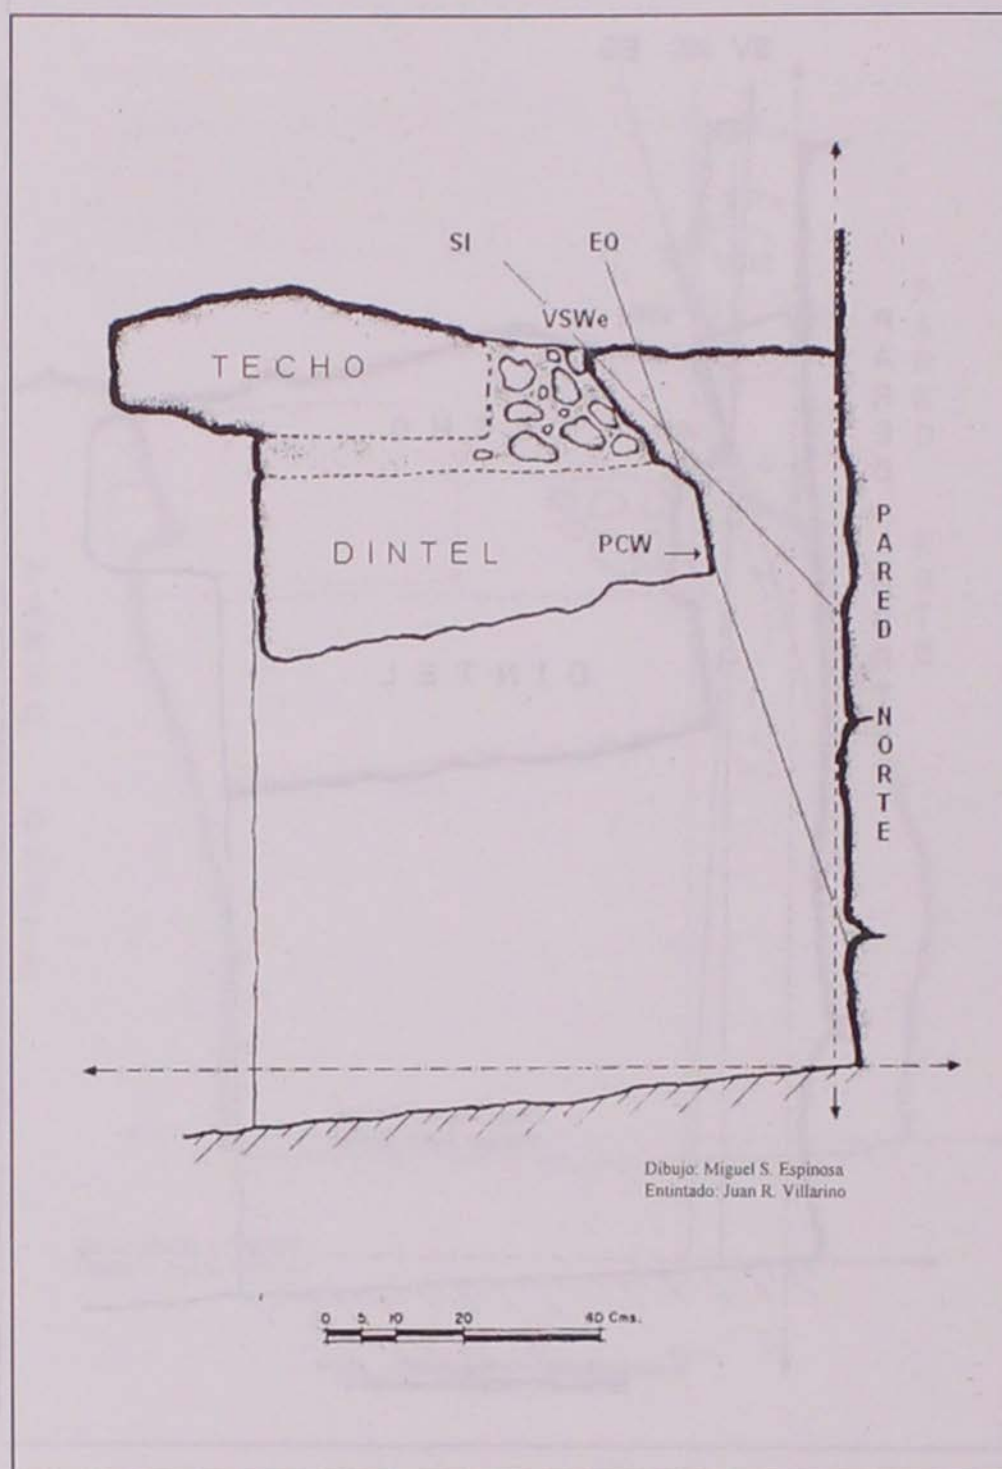 SI EO
VSWe
TECHO
DINTEL
PCW
PARED NORTE
Dibujo: Miguel S. Espinosa
Entintado: Juan R. Villarino
0 5 10 20 40 Cms.